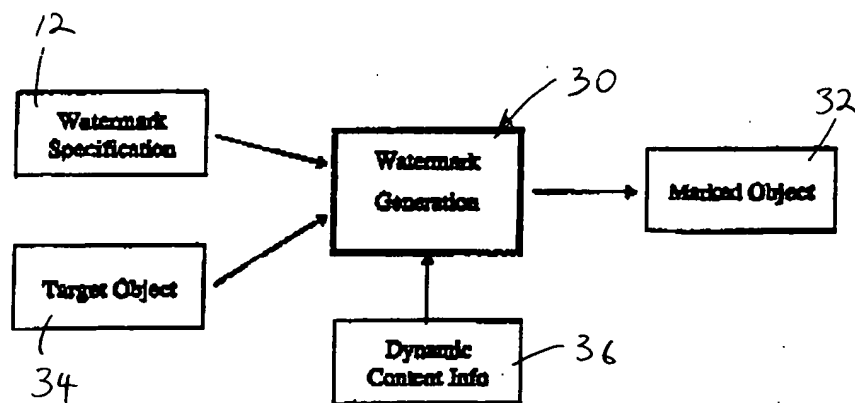 12
Watermark
Specification
30
Watermark
Generation
32
Marked Object
Target Object
34
Dynamic
Content Info
36